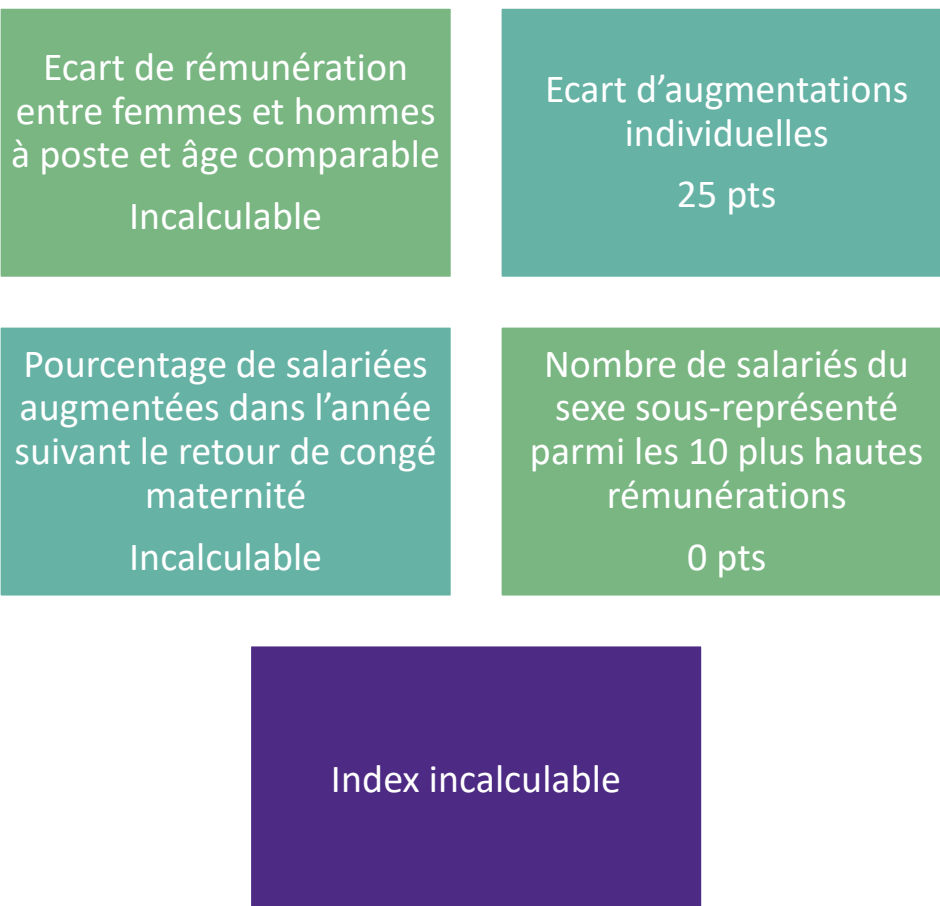 Ecart de rémunération
entre femmes et hommes
à poste et âge comparable
Incalculable
Ecart d’augmentations
individuelles
25 pts
Pourcentage de salariées
augmentées dans l’année
suivant le retour de congé
maternité
Incalculable
Nombre de salariés du
sexe sous-représenté
parmi les 10 plus hautes
rémunérations
0 pts
Index incalculable